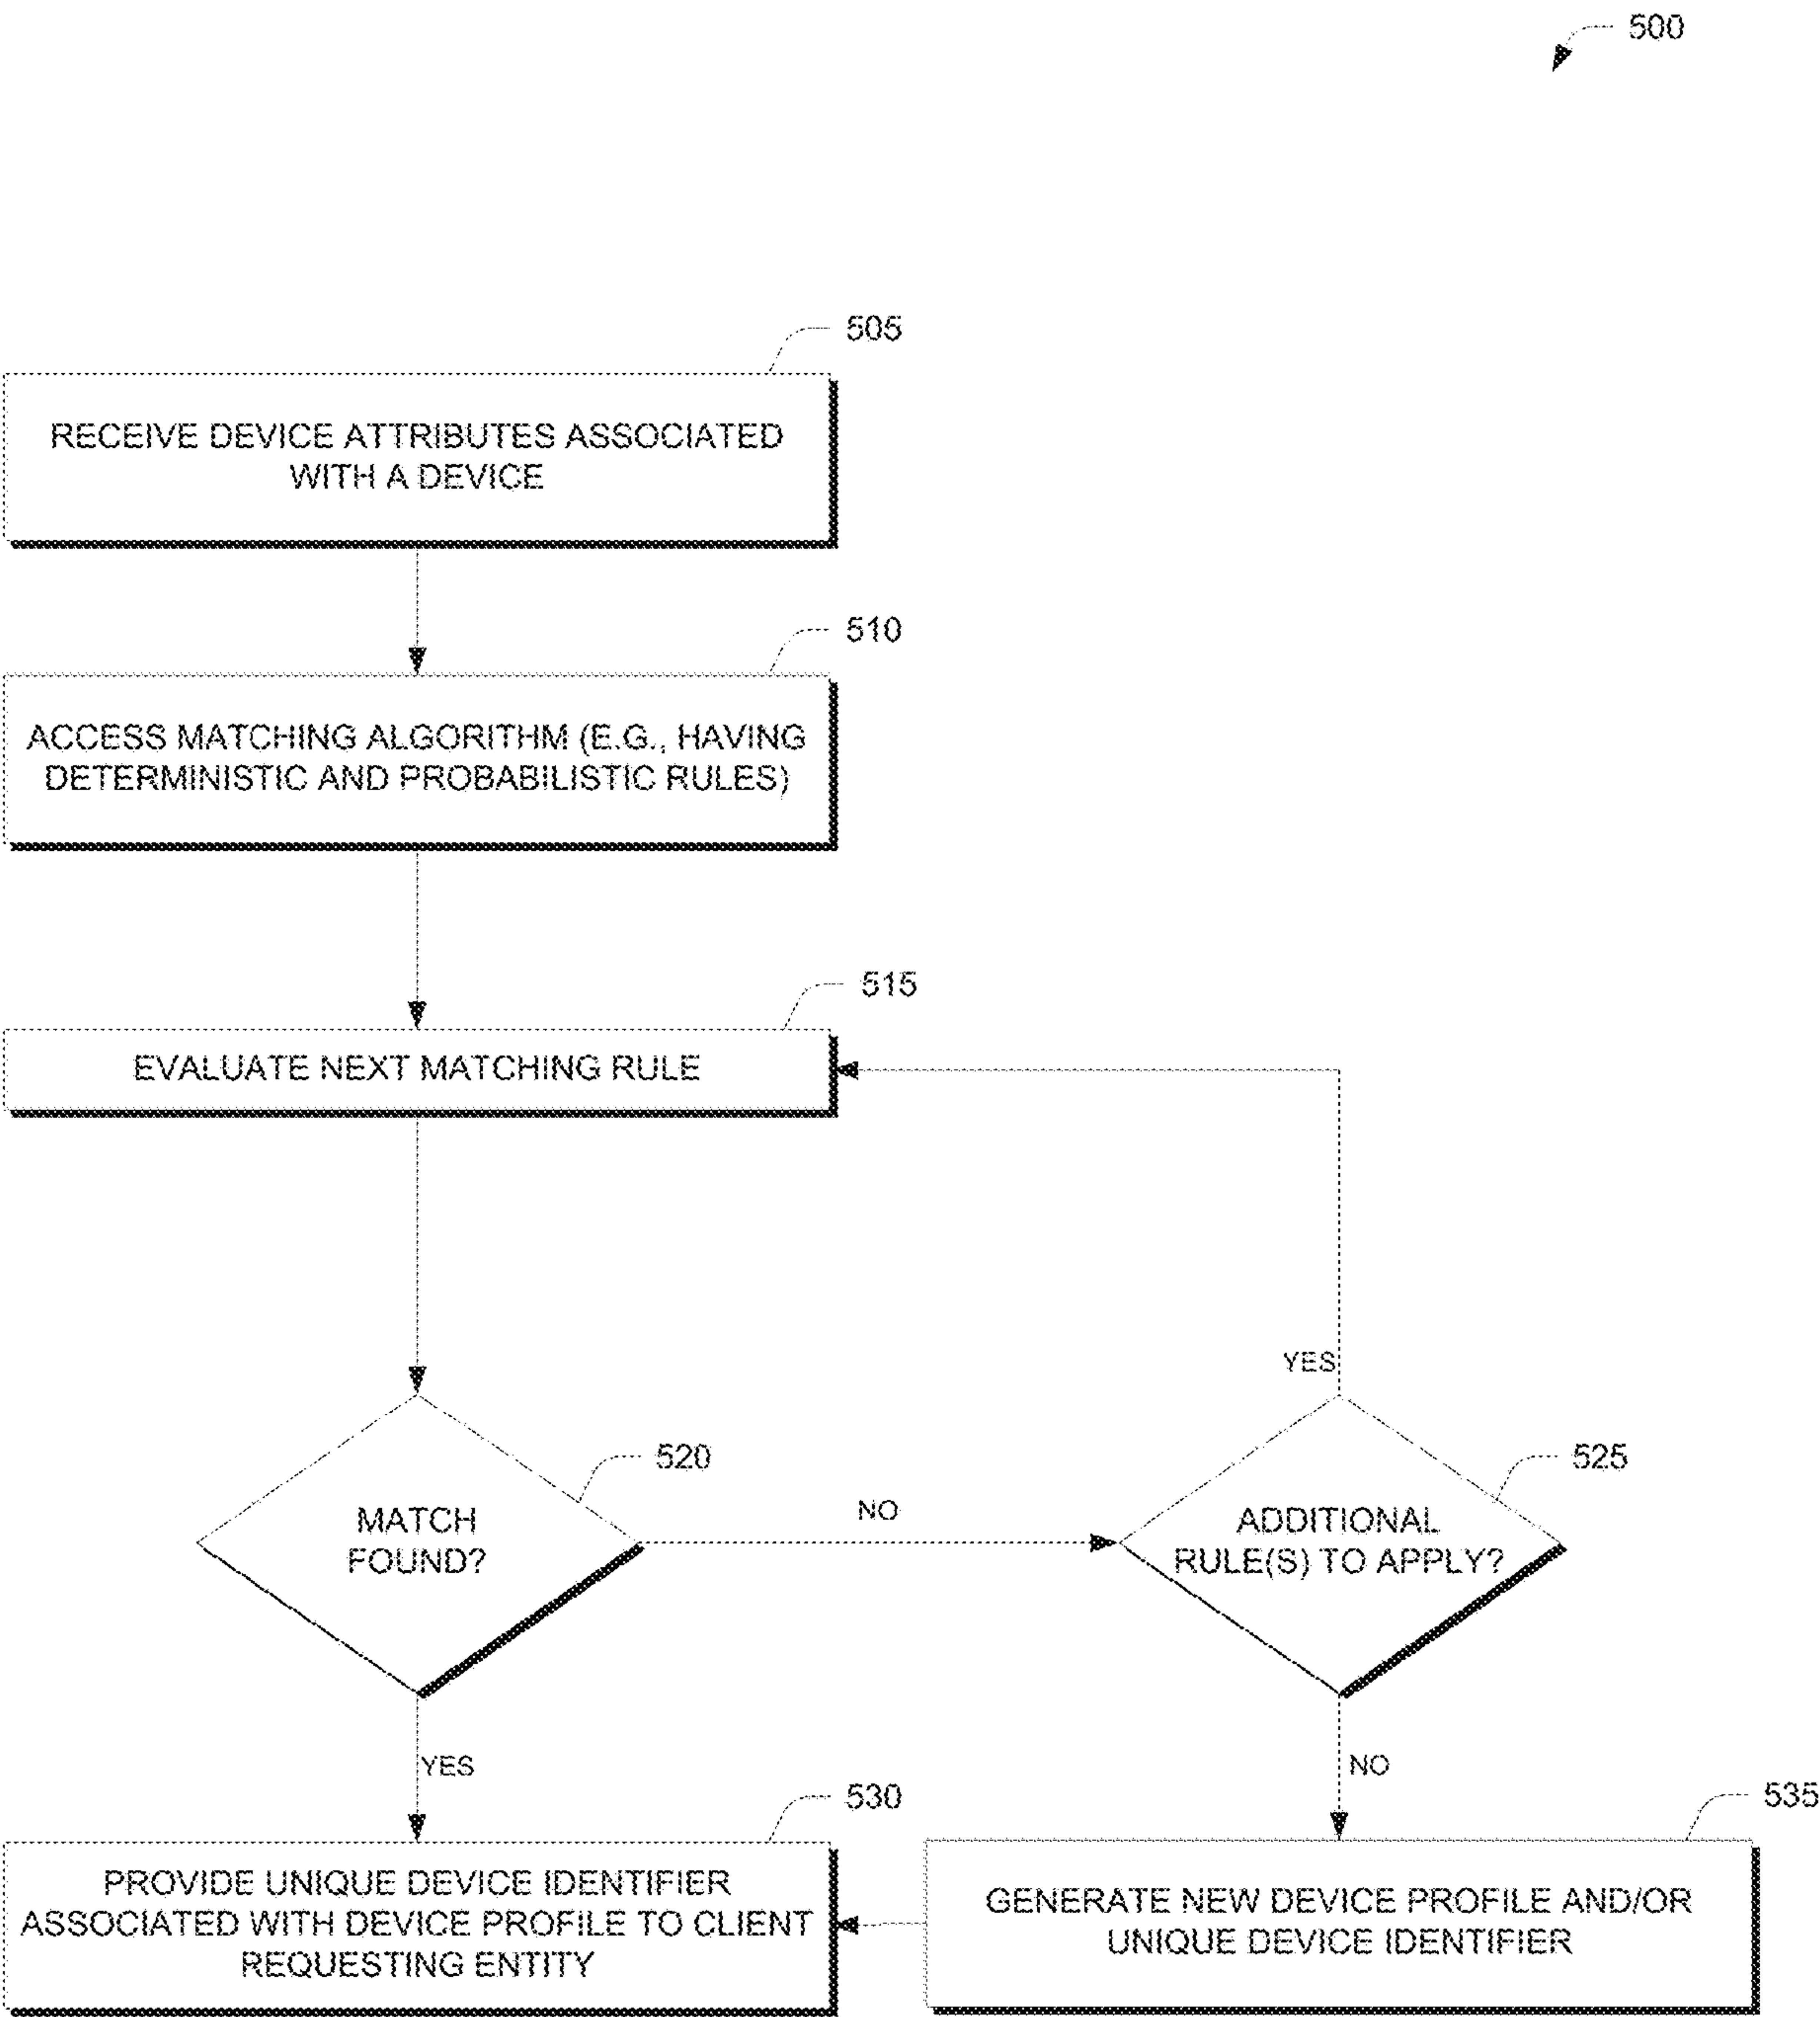 500
505
RECEIVE DEVICE ATTRIBUTES ASSOCIATED
WITH A DEVICE
510
ACCESS MATCHING ALGORITHM (E.G., HAVING
DETERMINISTIC AND PROBABILISTIC RULES)
515
EVALUATE NEXT MATCHING RULE
YES
520
525
MATCH
FOUND?
NO
ADDITIONAL
RULE(S) TO APPLY?
YES
NO
530
535
PROVIDE UNIQUE DEVICE IDENTIFIER
ASSOCIATED WITH DEVICE PROFILE TO CLIENT
REQUESTING ENTITY
GENERATE NEW DEVICE PROFILE AND/OR
UNIQUE DEVICE IDENTIFIER